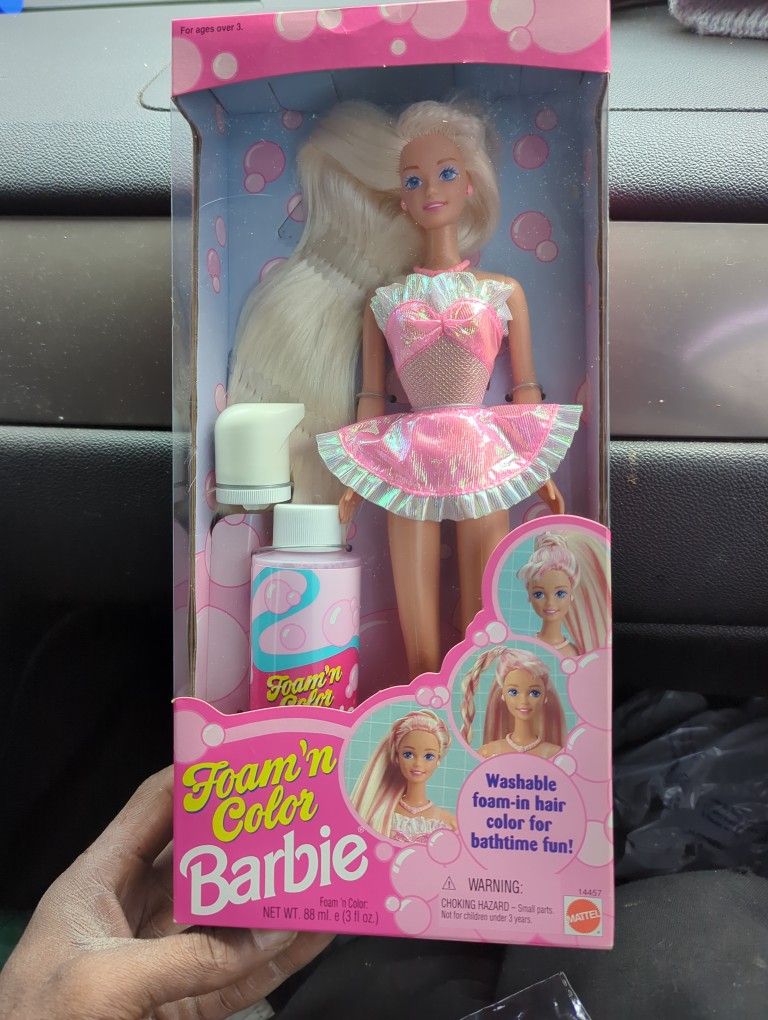 For ages over 3.
Foam'n
Color
Foam'n
Color
Barbie®
Foam 'n Color:
NET WT. 88 ml. e (3 fl oz.)
Washable
foam-in hair
color for
bathtime fun!
WARNING:
CHOKING HAZARD – Small parts.
Not for children under 3 years.
14457
MATTEL